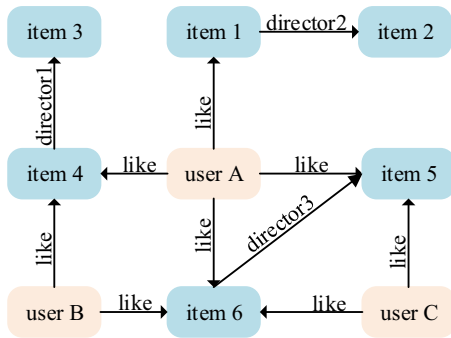 item 3
item 1
director2
item 2
director1
like
item 4
like
user A
like
item 5
like
like
director3
like
user B
like
item 6
like
user C